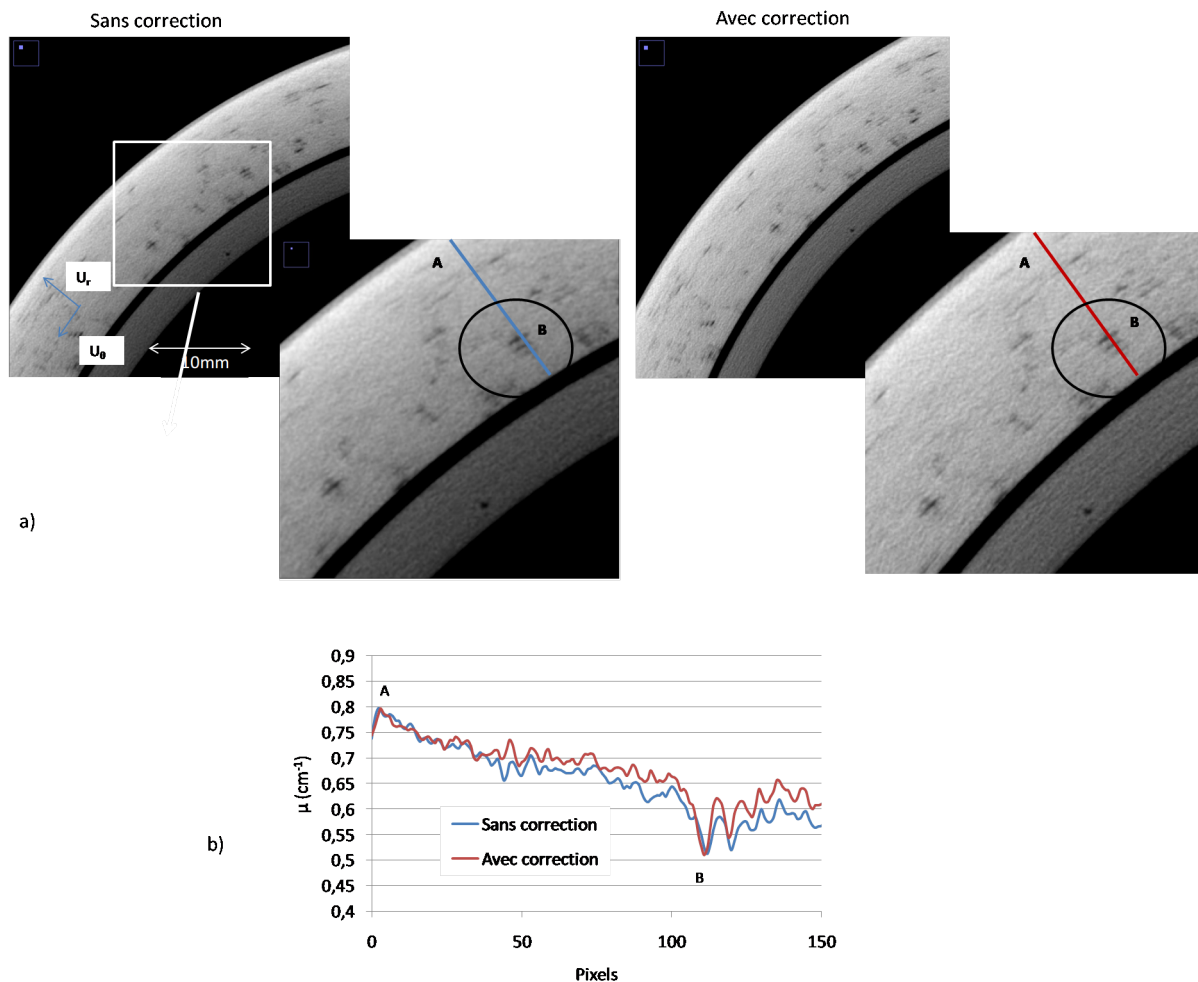 Sans correction
Avec correction
A
B
A
B
Uᵣ
U₀
10mm
a)
0,9
0,85
0,8
0,75
0,7
0,65
0,6
0,55
0,5
0,45
0,4
µ (cm⁻¹)
A
B
Sans correction
Avec correction
b)
0
50
100
150
Pixels